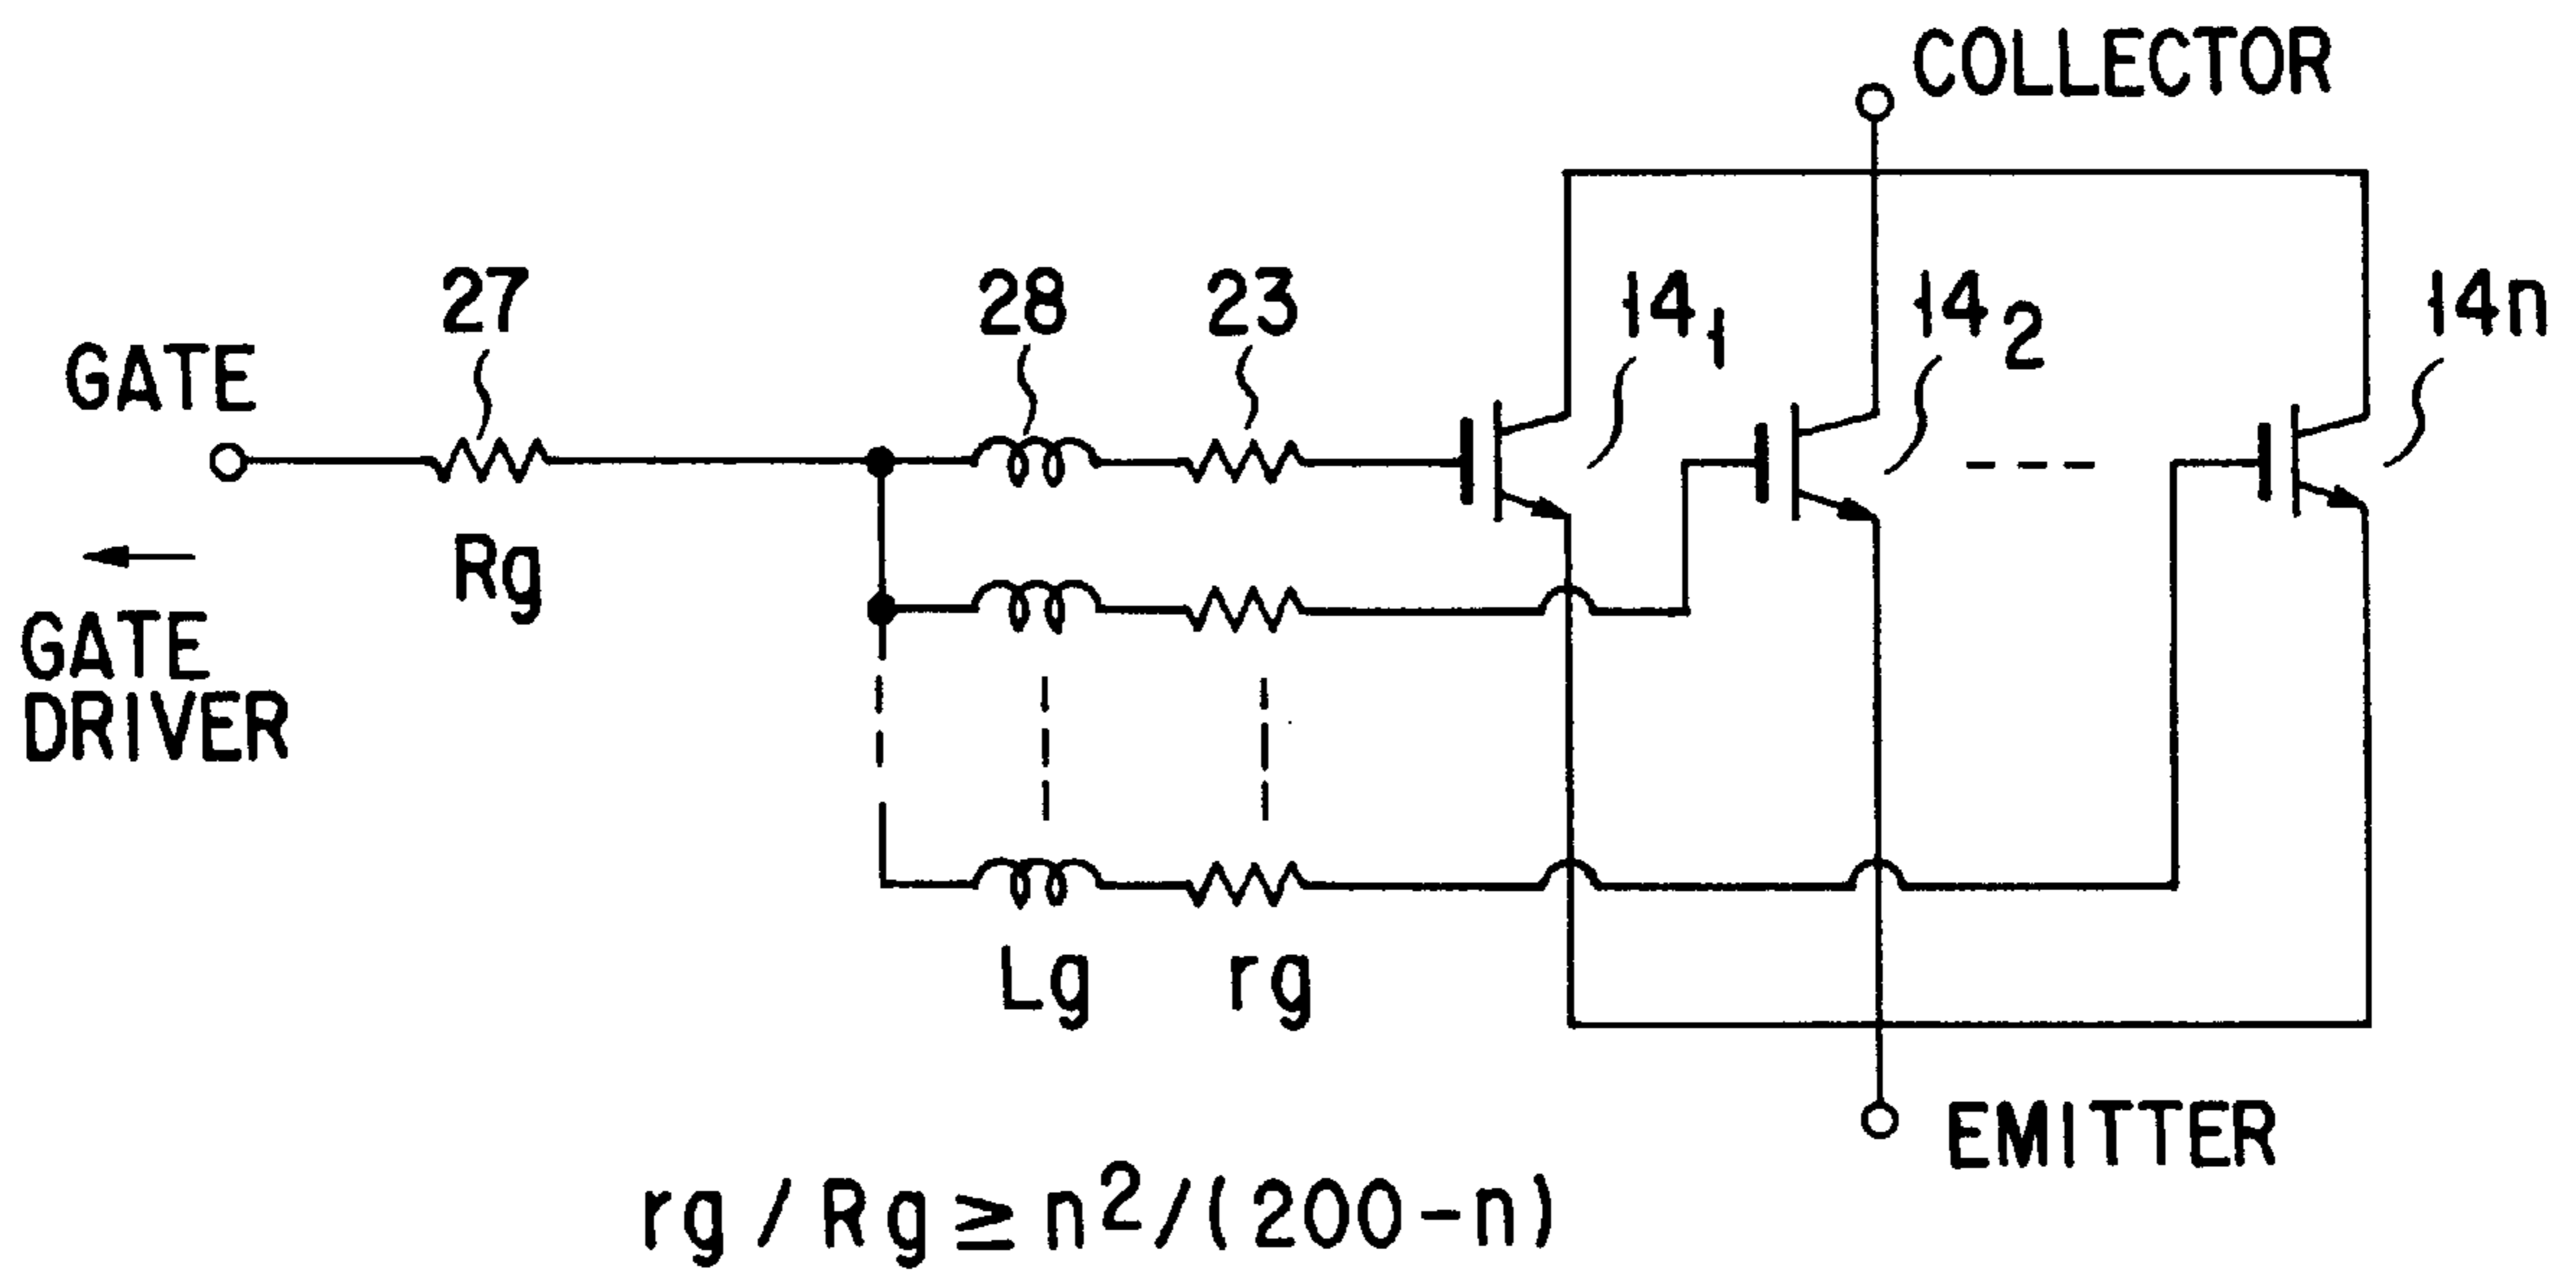 COLLECTOR
27
28
23
14₁
14₂
14n
GATE
Rg
GATE
DRIVER
Lg
rg
EMITTER
rg / Rg ≥ n²/(200-n)